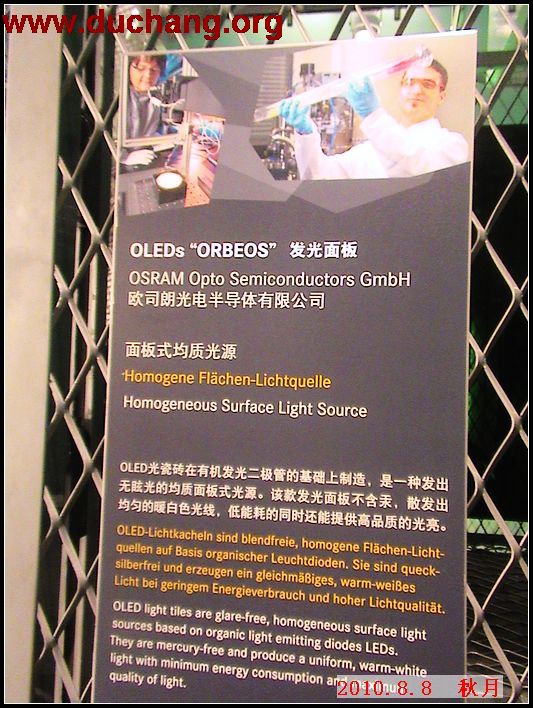 www.duchang.org
OLEDs “ORBEOS” 发光面板
OSRAM Opto Semiconductors GmbH
欧司朗光电半导体有限公司
面板式均质光源
Homogene Flächen-Lichtquelle
Homogeneous Surface Light Source
OLED光瓷砖在有机发光二极管的基础上制造，是一种发出
无眩光的均质面板式光源。该款发光面板不含汞，散发出
均匀的暖白色光线，低能耗的同时还能提供高品质的光亮。
OLED-Lichtkacheln sind blendfreie, homogene Flächen-Licht-
quellen auf Basis organischer Leuchtdioden. Sie sind queck-
silberfrei und erzeugen ein gleichmäßiges, warm-weißes
Licht bei geringem Energieverbrauch und hoher Lichtqualität.
OLED light tiles are glare-free, homogeneous surface light
sources based on organic light emitting diodes LEDs.
They are mercury-free and produce a uniform, warm-white
light with minimum energy consumption and
quality of light.
2010.8.8 秋月